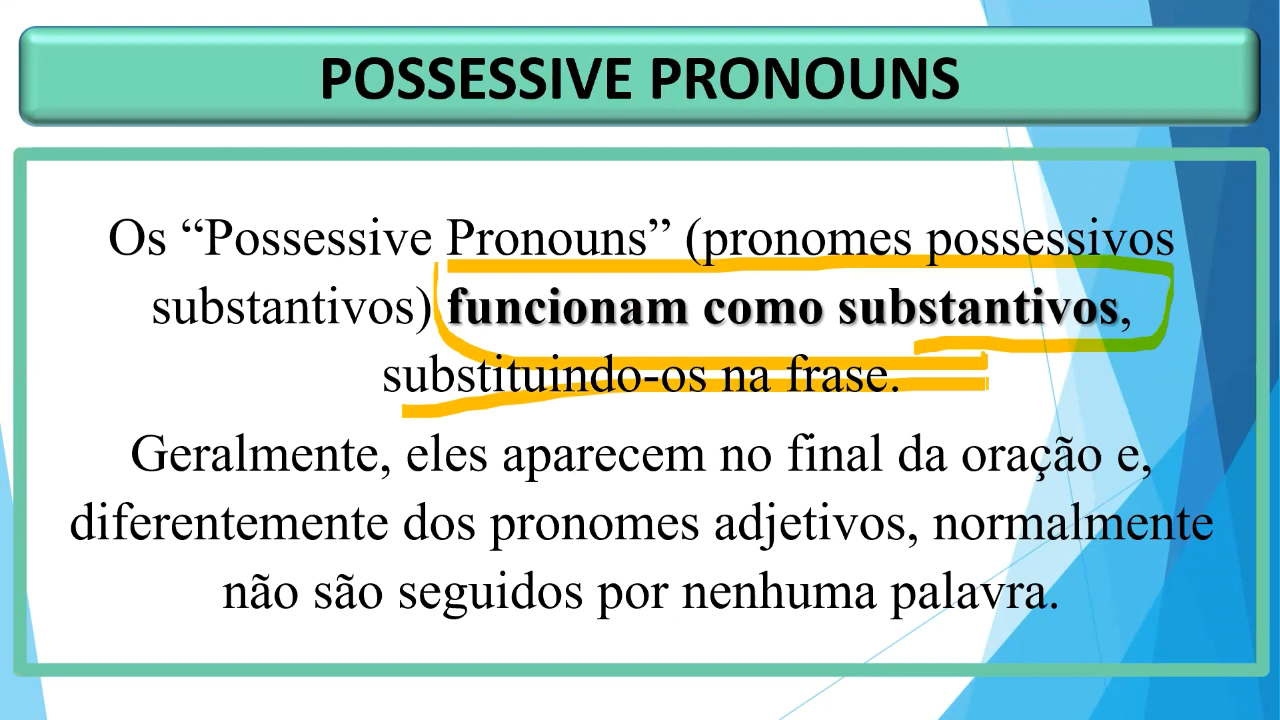 POSSESSIVE PRONOUNS
Os “Possessive Pronouns” (pronomes possessivos
substantivos) funcionam como substantivos,
substituindo-os na frase.
Geralmente, eles aparecem no final da oração e,
diferentemente dos pronomes adjetivos, normalmente
não são seguidos por nenhuma palavra.